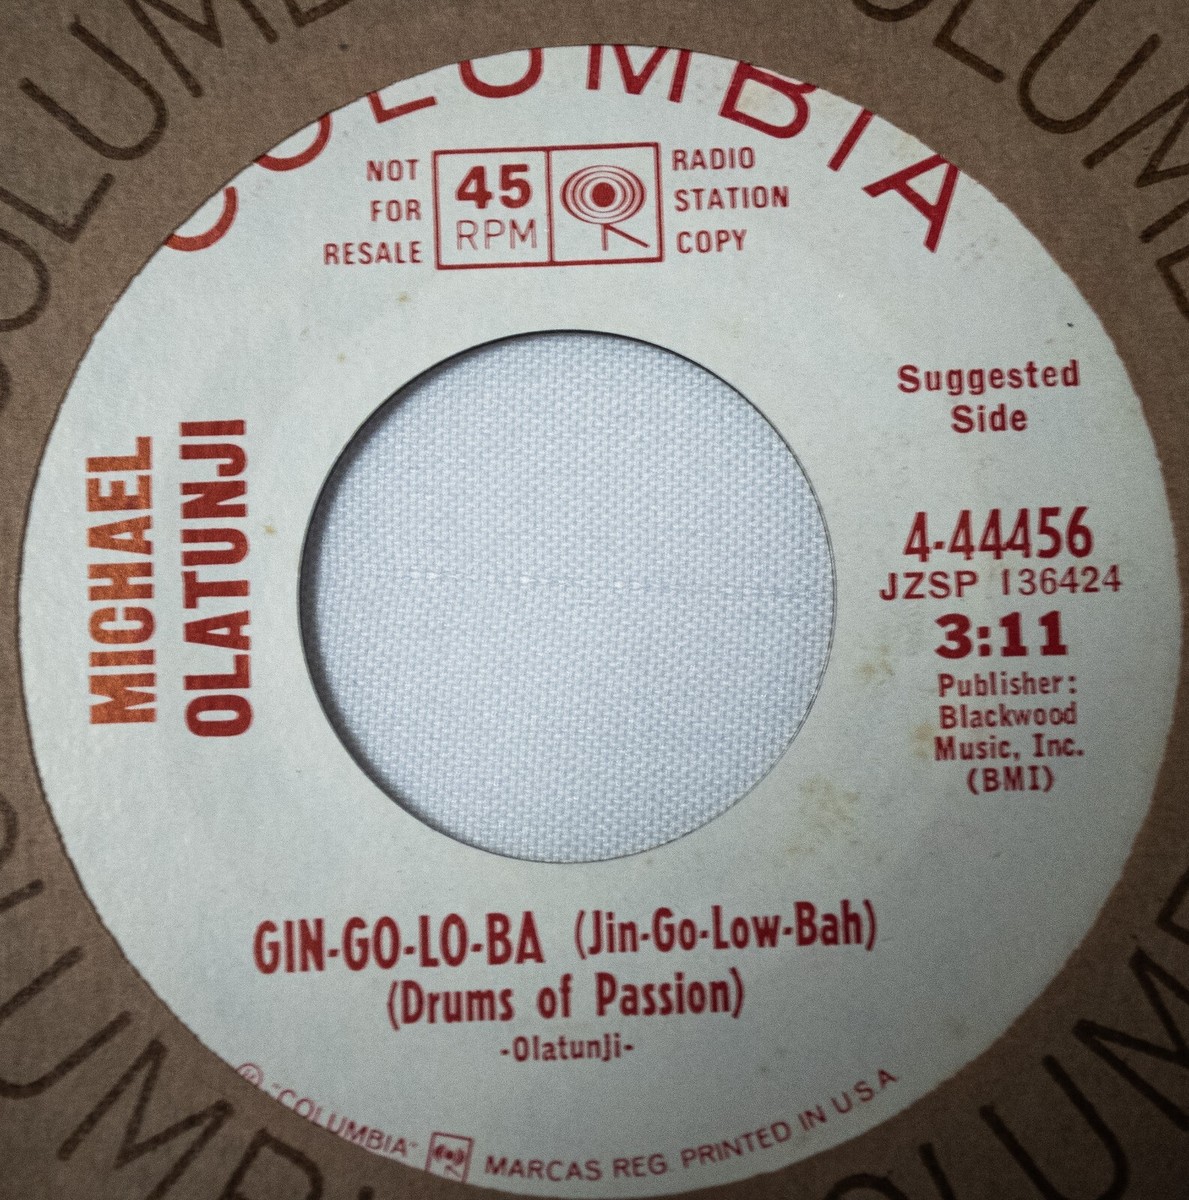 COLUMBIA
NOT
FOR
RESALE
45
RPM
RADIO
STATION
COPY
Suggested
Side
MICHAEL
OLATUNJI
4-44456
JZSP 136424
3:11
Publisher:
Blackwood
Music, Inc.
(BMI)
GIN-GO-LO-BA (Jin-Go-Low-Bah)
(Drums of Passion)
-Olatunji-
"COLUMBIA" MARCAS REG. PRINTED IN U.S.A.